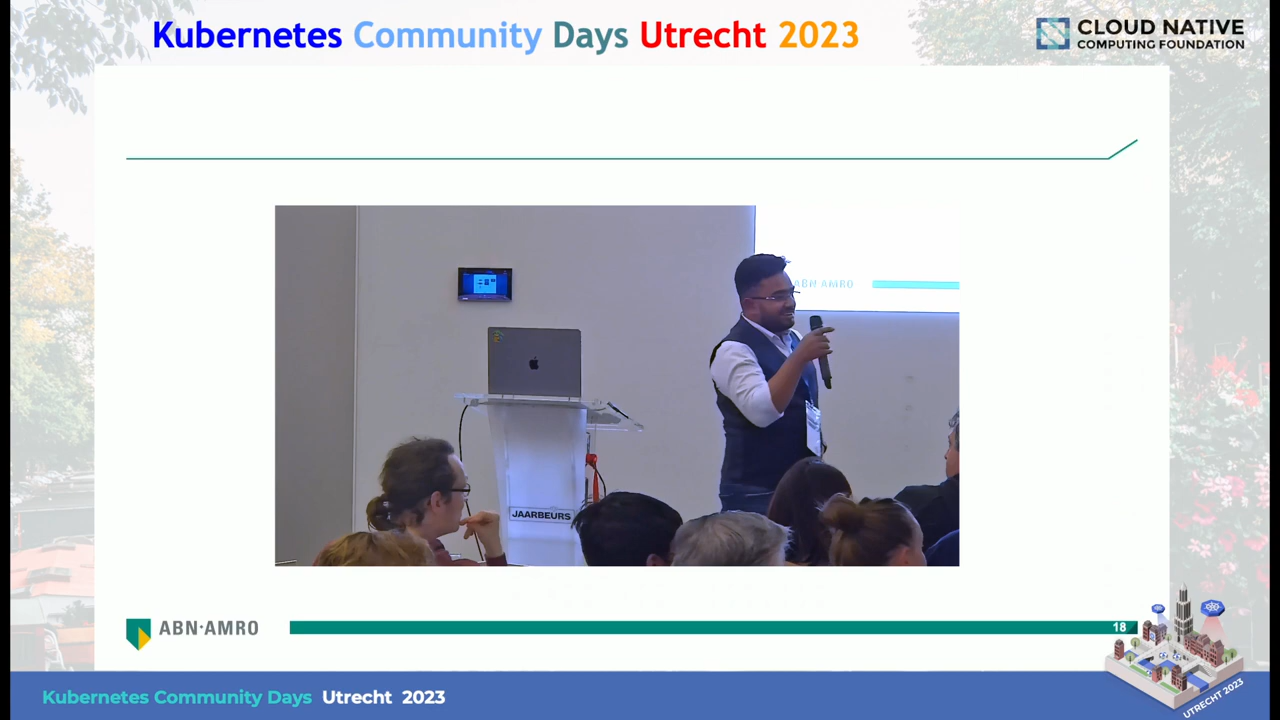 Kubernetes Community Days Utrecht 2023
CLOUD NATIVE
COMPUTING FOUNDATION
ABN AMRO
JAARBEURS
ABN·AMRO
18
Kubernetes Community Days Utrecht 2023
UTRECHT 2023